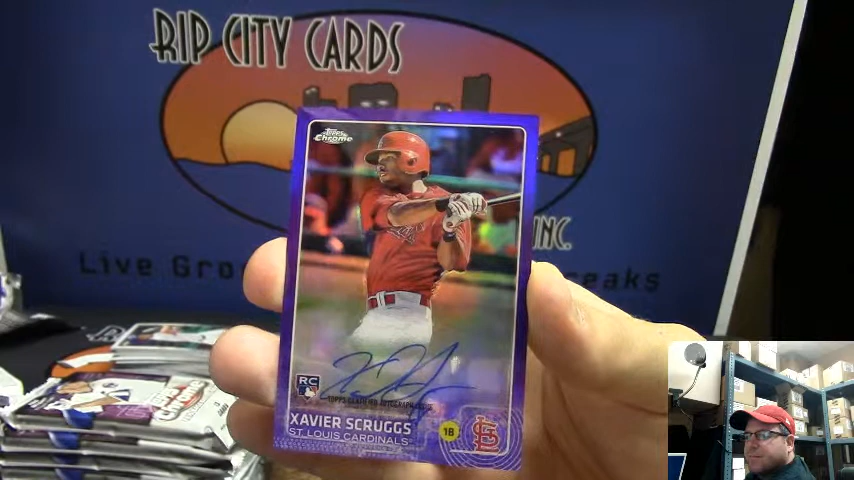 RIP CITY CARDS
INC.
Live Gro
eaks
Topps
Chrome
RC
TOPPS CERTIFIED AUTOGRAPH ISSUE
XAVIER SCRUGGS
ST. LOUIS CARDINALS
1B
Chrome